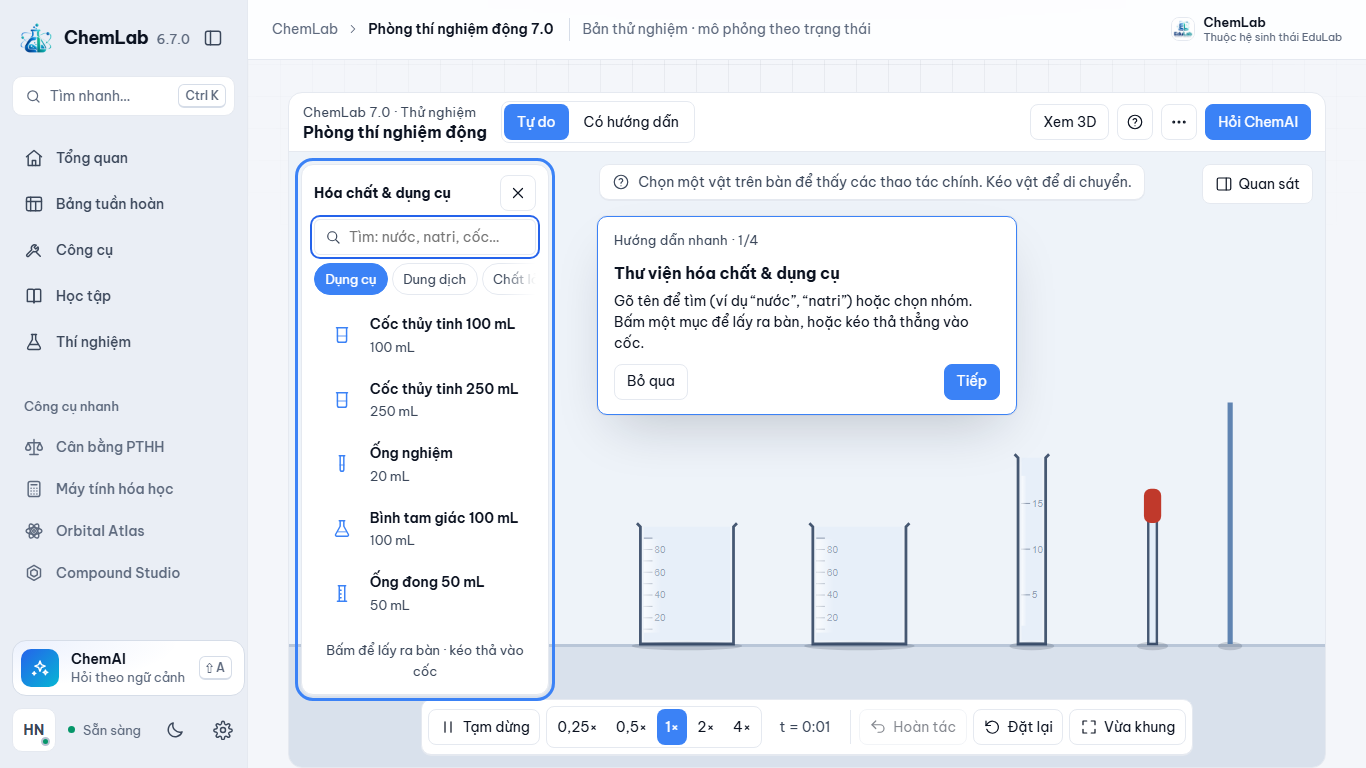 ChemLab 6.7.0
Tìm nhanh... Ctrl K
Tổng quan
Bảng tuần hoàn
Công cụ
Học tập
Thí nghiệm
Công cụ nhanh
Cân bằng PTHH
Máy tính hóa học
Orbital Atlas
Compound Studio
ChemAI
Hỏi theo ngữ cảnh
⇧ A
HN Sẵn sàng
ChemLab > Phòng thí nghiệm động 7.0 Bản thử nghiệm · mô phỏng theo trạng thái
ChemLab
Thuộc hệ sinh thái EduLab
ChemLab 7.0 · Thử nghiệm
Phòng thí nghiệm động
Tự do Có hướng dẫn
Xem 3D
Hỏi ChemAI
Hóa chất & dụng cụ
Tìm: nước, natri, cốc...
Dụng cụ Dung dịch Chất
Cốc thủy tinh 100 mL
100 mL
Cốc thủy tinh 250 mL
250 mL
Ống nghiệm
20 mL
Bình tam giác 100 mL
100 mL
Ống đong 50 mL
50 mL
Bấm để lấy ra bàn · kéo thả vào
cốc
Chọn một vật trên bàn để thấy các thao tác chính. Kéo vật để di chuyển.
Quan sát
Hướng dẫn nhanh · 1/4
Thư viện hóa chất & dụng cụ
Gõ tên để tìm (ví dụ “nước”, “natri”) hoặc chọn nhóm.
Bấm một mục để lấy ra bàn, hoặc kéo thả thẳng vào
cốc.
Bỏ qua Tiếp
80
60
40
20
80
60
40
20
15
10
5
Tạm dừng 0,25× 0,5× 1× 2× 4× t = 0:01 Hoàn tác Đặt lại Vừa khung